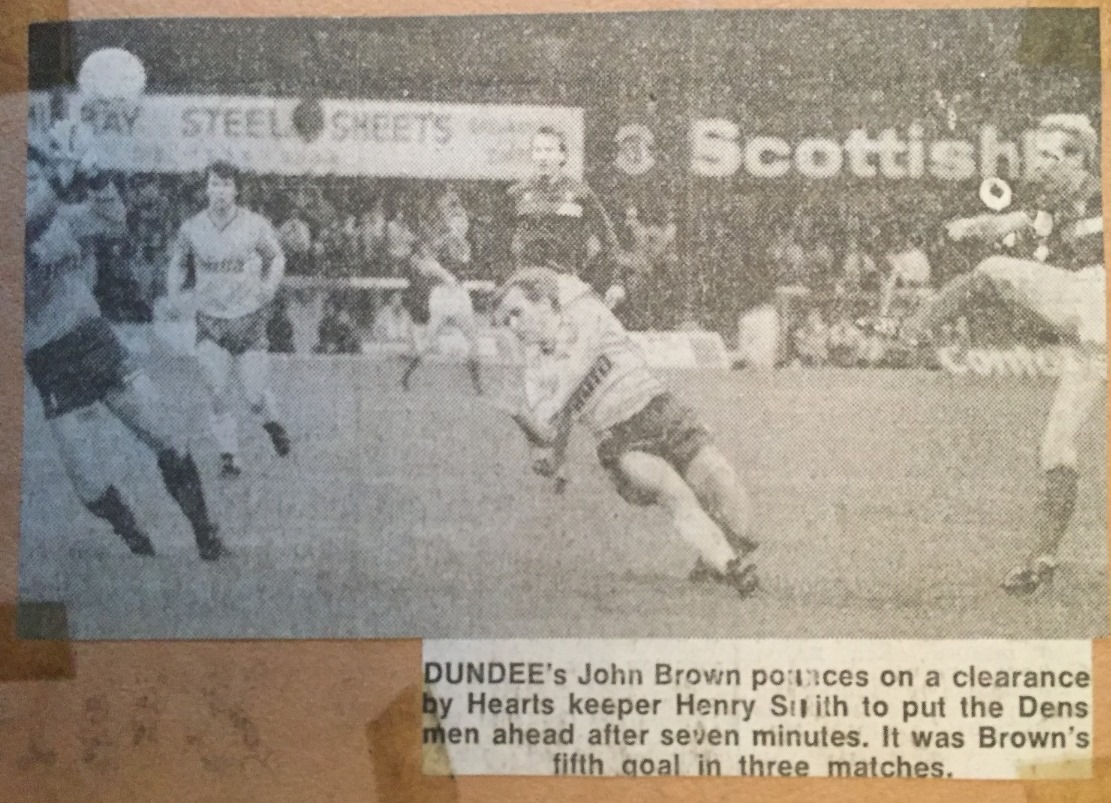 RAY STEEL SHEETS
Scottish
DUNDEE's John Brown pounces on a clearance
by Hearts keeper Henry Smith to put the Dens
men ahead after seven minutes. It was Brown's
fifth goal in three matches.